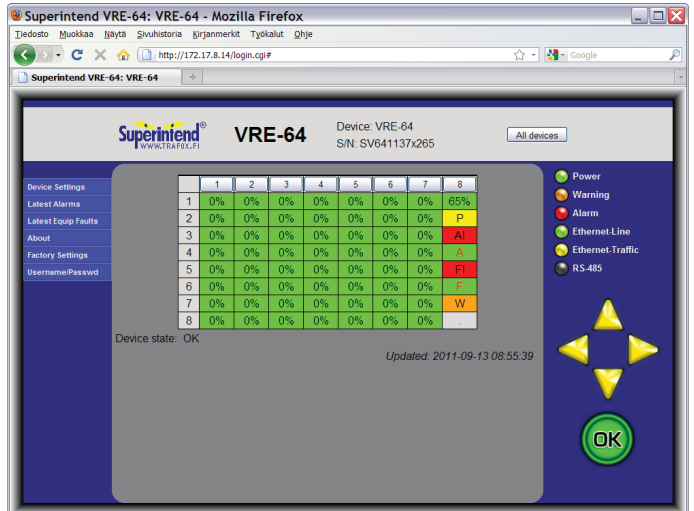 Superintend VRE-64: VRE-64 - Mozilla Firefox
Tiedosto Muokkaa Näytä Sivuhistoria Kirjanmerkit Työkalut Ohje
http://172.17.8.14/login.cgi# Google
Superintend VRE-64: VRE-64
Superintend®
WWW.TRAFOX.FI
VRE-64
Device: VRE-64
S/N: SV641137x265
All devices
Device Settings
Latest Alarms
Latest Equip Faults
About
Factory Settings
Username/Passwd
1 2 3 4 5 6 7 8
1 0% 0% 0% 0% 0% 0% 0% 65%
2 0% 0% 0% 0% 0% 0% 0% P
3 0% 0% 0% 0% 0% 0% 0% A!
4 0% 0% 0% 0% 0% 0% 0% A
5 0% 0% 0% 0% 0% 0% 0% F!
6 0% 0% 0% 0% 0% 0% 0% F
7 0% 0% 0% 0% 0% 0% 0% W
8 0% 0% 0% 0% 0% 0% 0% .
Device state: OK
Updated: 2011-09-13 08:55:39
Power
Warning
Alarm
Ethernet-Line
Ethernet-Traffic
RS-485
OK